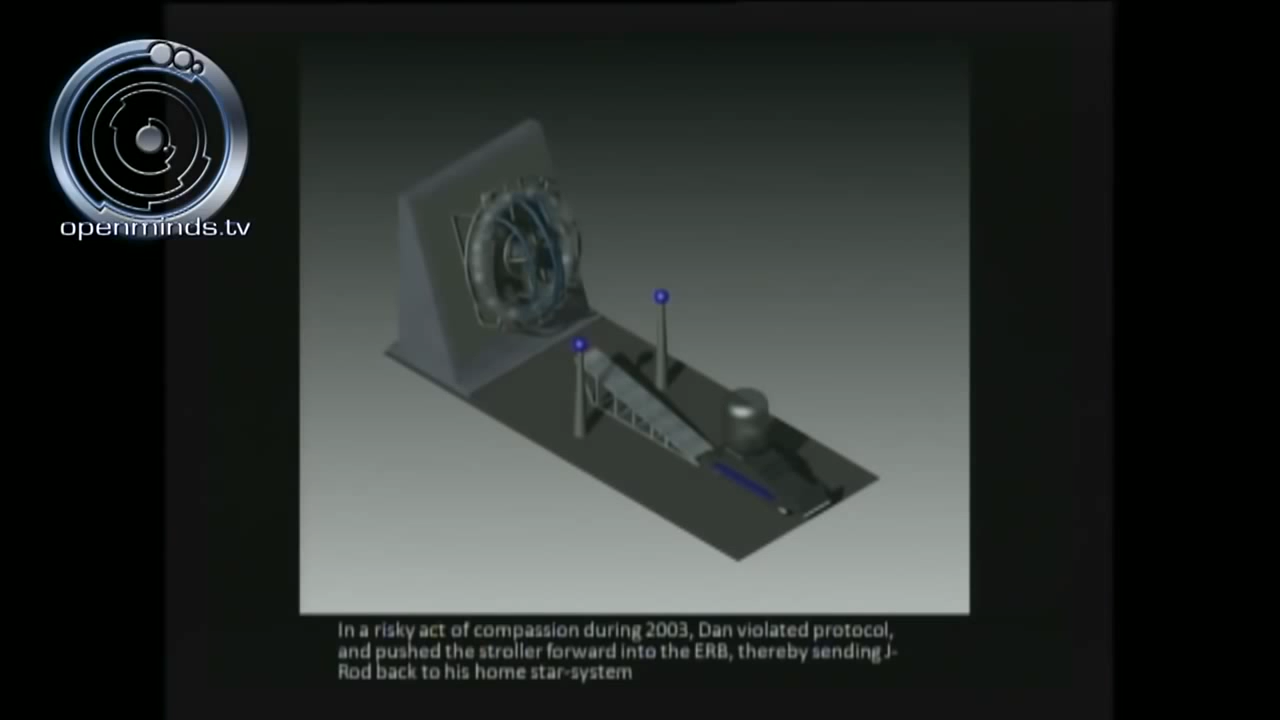 openminds.tv
In a risky act of compassion during 2003, Dan violated protocol,
and pushed the stroller forward into the ERB, thereby sending J-
Rod back to his home star-system